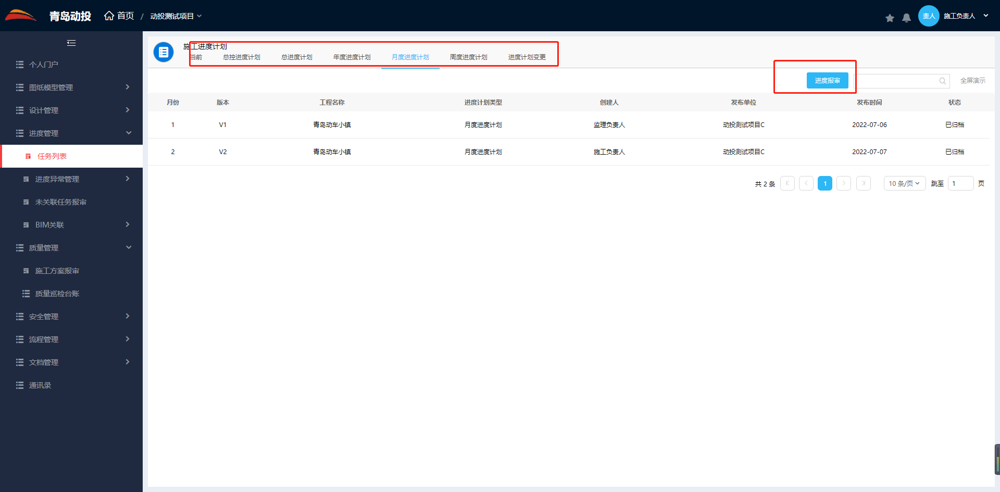 青岛动投 首页 / 动投测试项目
责人 施工负责人
个人门户
图纸模型管理
设计管理
进度管理
任务列表
进度异常管理
未关联任务报审
BIM关联
质量管理
施工方案报审
质量巡检台账
安全管理
流程管理
文档管理
通讯录
施工进度计划
当前 总控进度计划 总进度计划 年度进度计划 月度进度计划 周度进度计划 进度计划变更
进度报审 全屏演示
月份 版本 工程名称 进度计划类型 创建人 发布单位 发布时间 状态
1 V1 青岛动车小镇 月度进度计划 监理负责人 动投测试项目C 2022-07-06 已归档
2 V2 青岛动车小镇 月度进度计划 施工负责人 动投测试项目C 2022-07-07 已归档
共 2 条 1 10 条/页 跳至 1 页